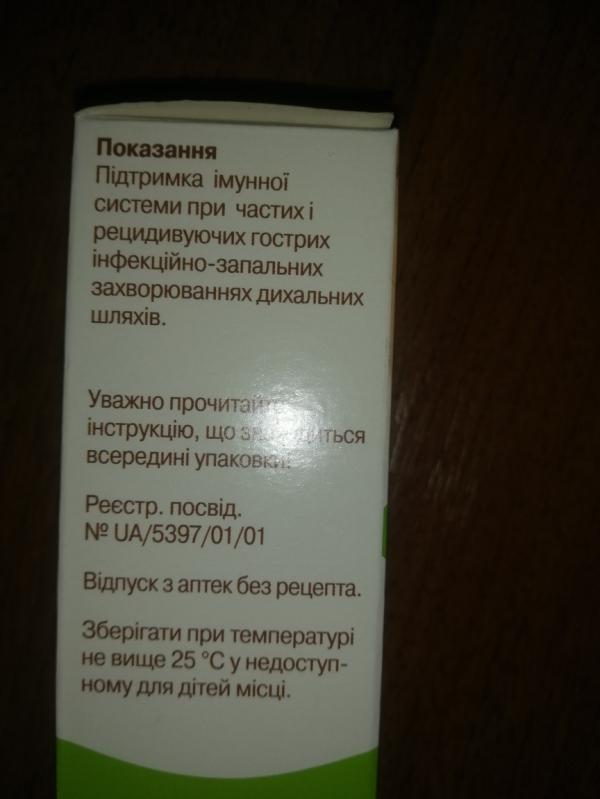 Показання
Підтримка імунної
системи при частих і
рецидивуючих гострих
інфекційно-запальних
захворюваннях дихальних
шляхів.
Уважно прочитайте
інструкцію, що знаходиться
всередині упаковки.
Реєстр. посвід.
№ UA/5397/01/01
Відпуск з аптек без рецепта.
Зберігати при температурі
не вище 25 °C у недоступ-
ному для дітей місці.